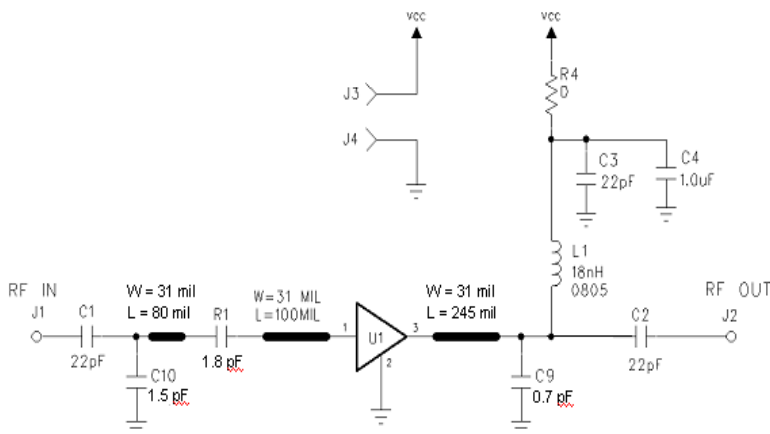 vcc
vcc
R4
0
J3
J4
C3
22pF
C4
1.0uF
L1
18nH
0805
RF IN
J1
C1
22pF
W = 31 mil
L = 80 mil
R1
1.8 pF
W=31 MIL
L=100MIL
1
U1
3
2
W = 31 mil
L = 245 mil
RF OUT
C2
22pF
J2
C10
1.5 pF
C9
0.7 pF